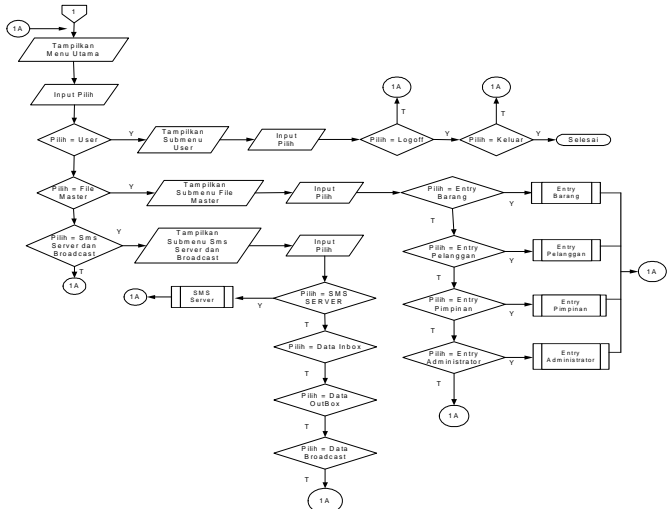 1
1A
Tampilkan
Menu Utama
Input Pilih
1A
1A
T
T
Pilih = User
Y
Tampilkan
Submenu
User
Input
Pilih
Pilih = Logoff
Y
Pilih = Keluar
Y
Selesai
Pilih = File
Master
Y
Tampilkan
Submenu File
Master
Input
Pilih
Pilih = Entry
Barang
Y
Entry
Barang
T
Pilih = Sms
Server dan
Broadcast
Y
Tampilkan
Submenu Sms
Server dan
Broadcast
Input
Pilih
Pilih = Entry
Pelanggan
Y
Entry
Pelanggan
T
1A
T
1A
1A
SMS
Server
Y
Pilih = SMS
SERVER
Pilih = Entry
Pimpinan
Y
Entry
Pimpinan
T
T
Pilih = Data Inbox
Pilih = Entry
Administrator
Y
Entry
Administrator
T
T
Pilih = Data
OutBox
1A
T
Pilih = Data
Broadcast
T
1A